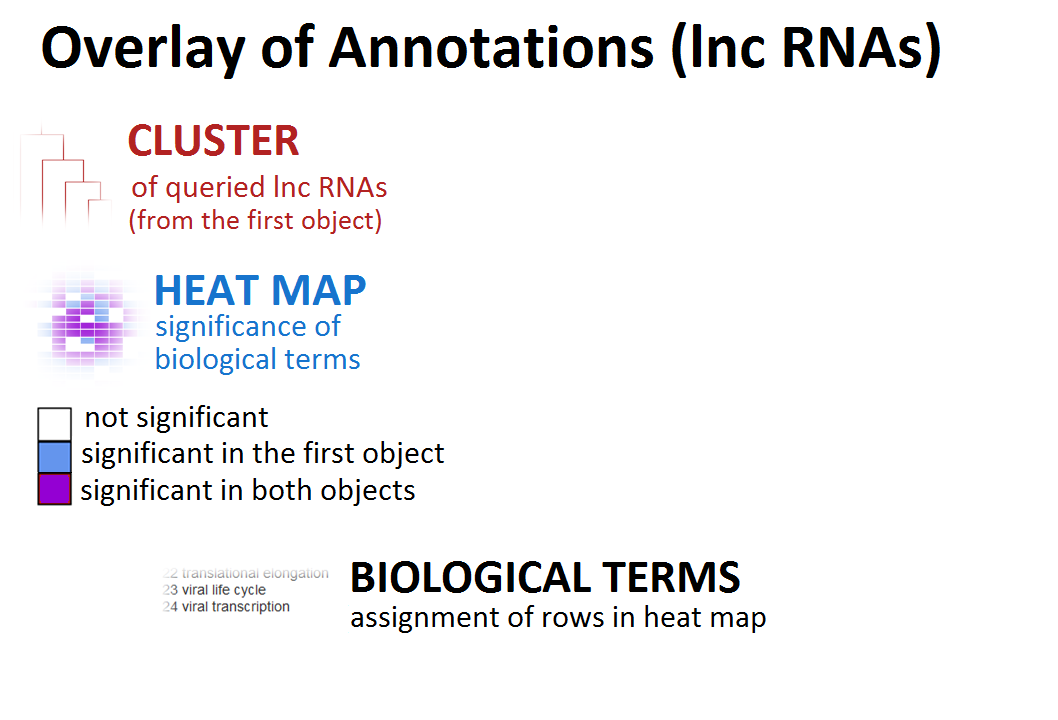 Overlay of Annotations (lnc RNAs)
CLUSTER
of queried lnc RNAs
(from the first object)
HEAT MAP
significance of
biological terms
not significant
significant in the first object
significant in both objects
22 translational elongation
23 viral life cycle
24 viral transcription
BIOLOGICAL TERMS
assignment of rows in heat map